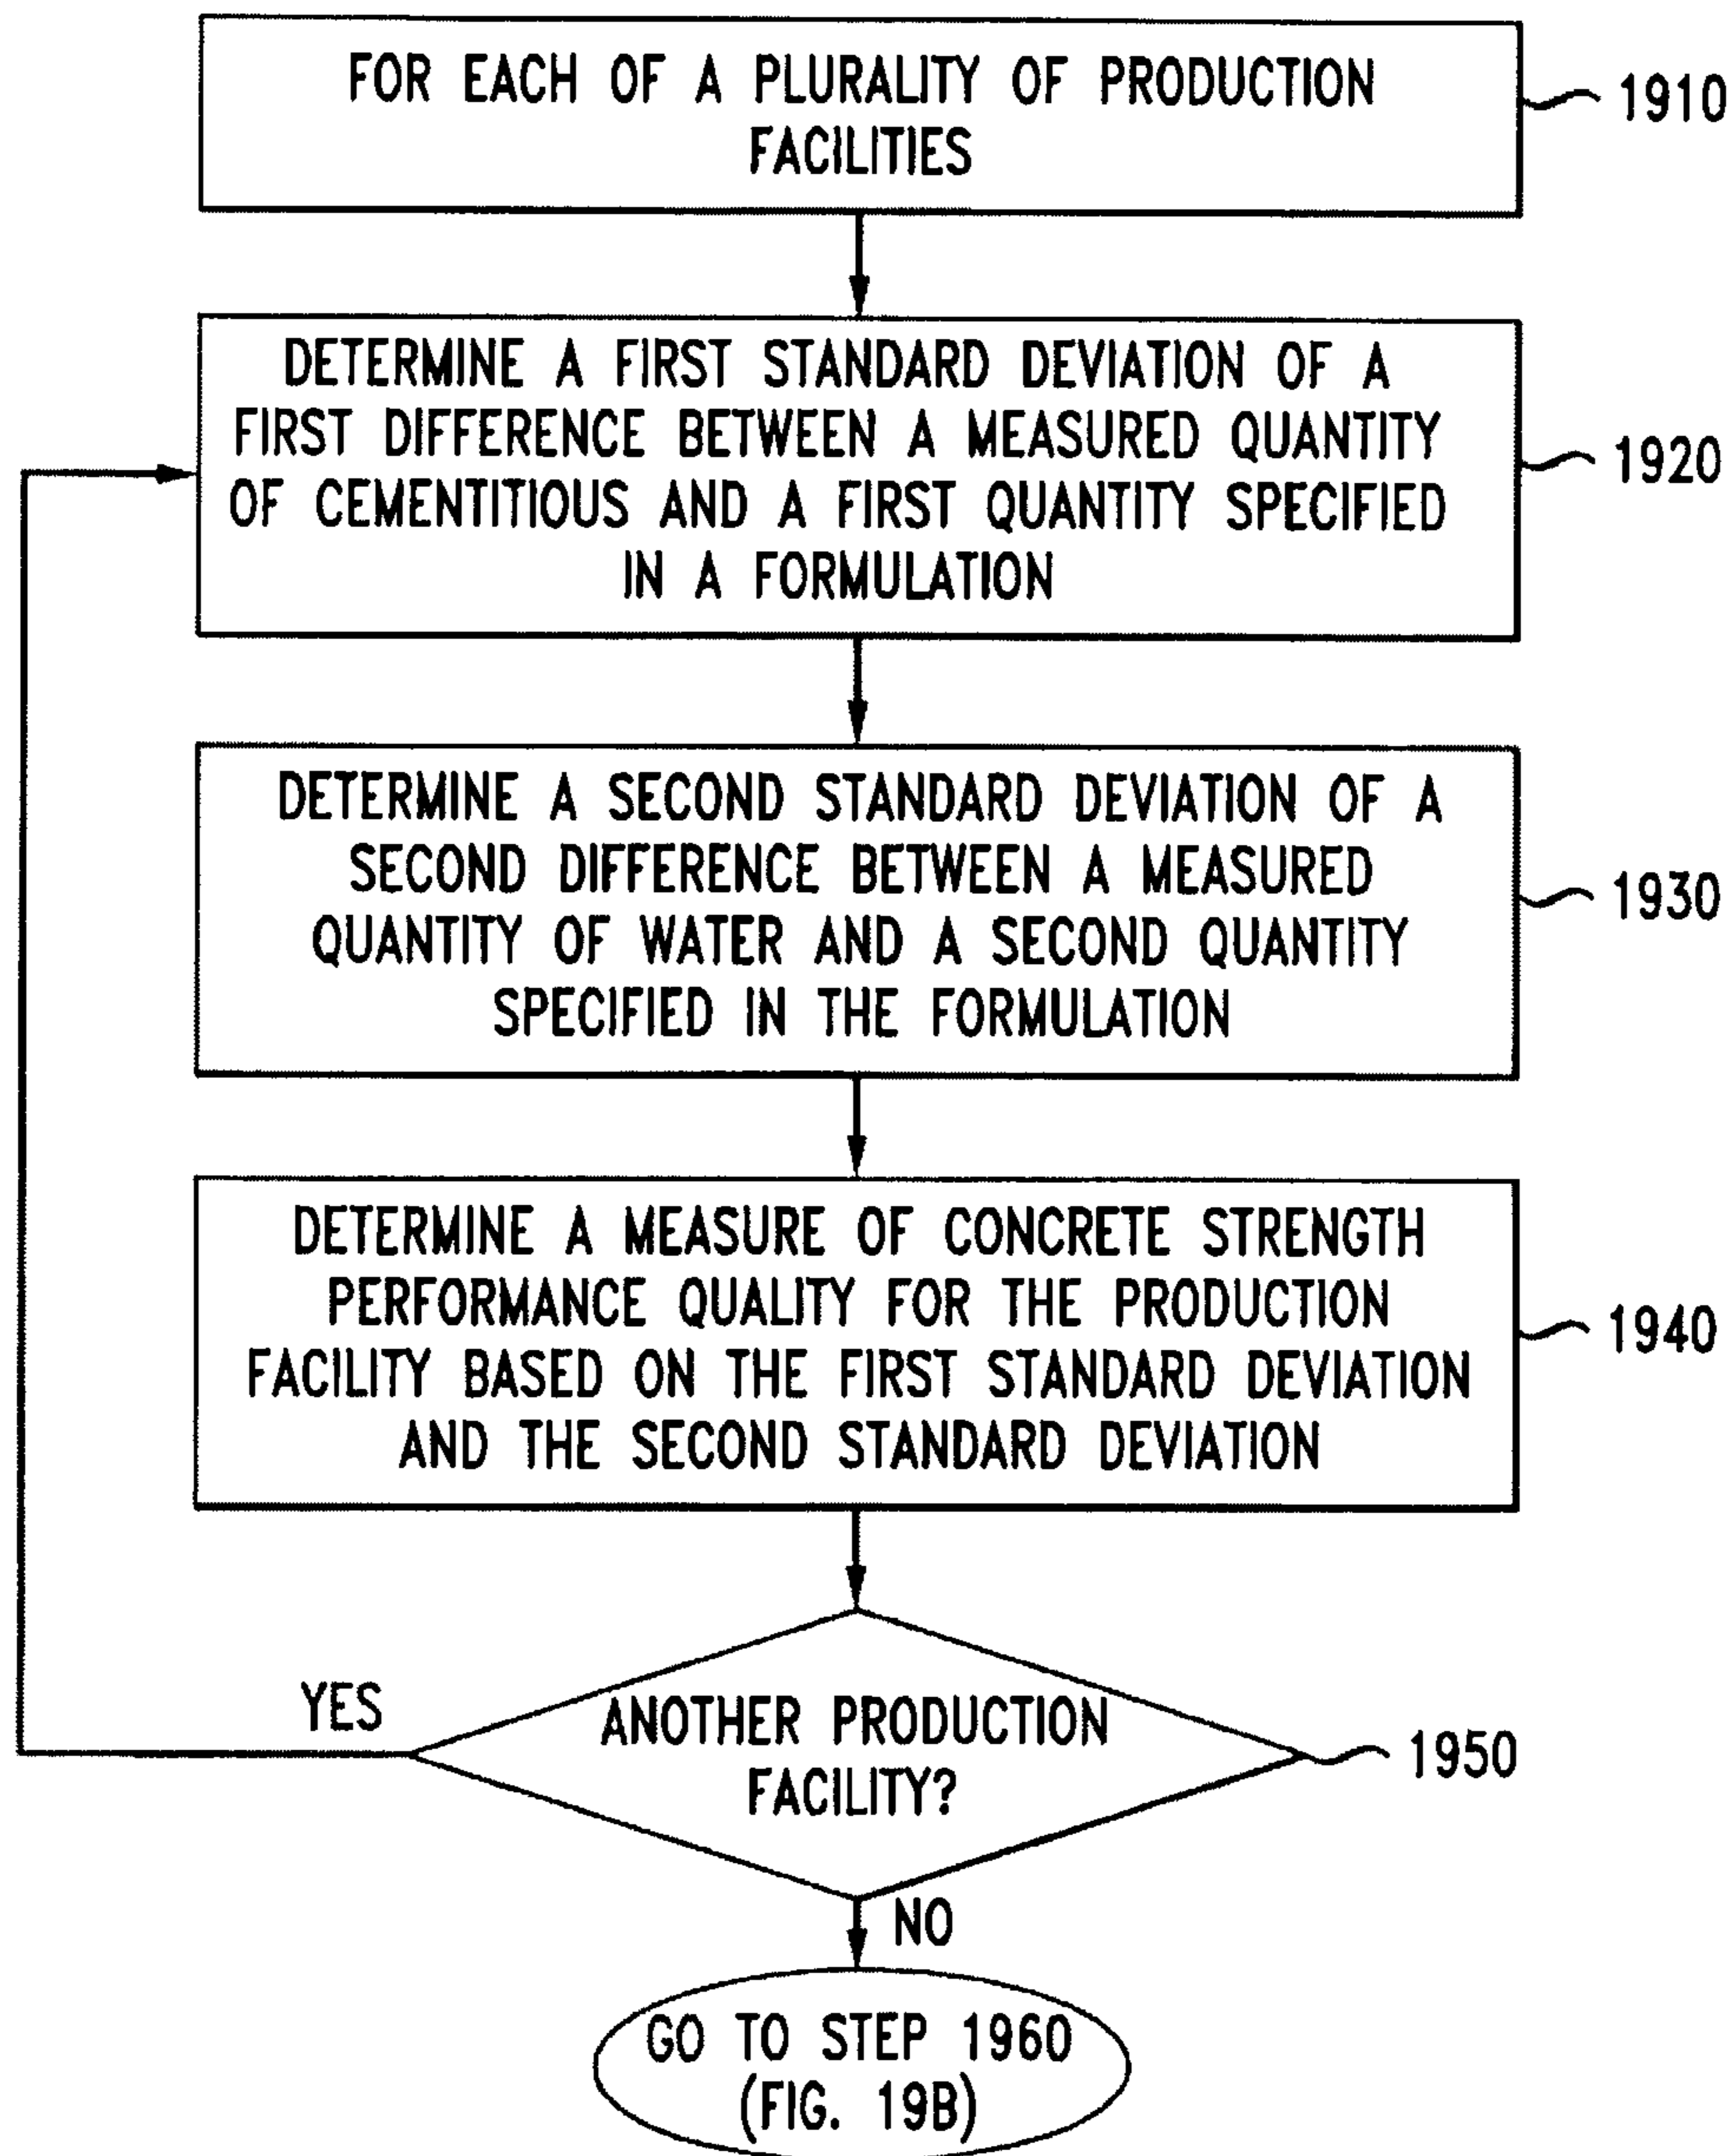 FOR EACH OF A PLURALITY OF PRODUCTION
FACILITIES
1910
DETERMINE A FIRST STANDARD DEVIATION OF A
FIRST DIFFERENCE BETWEEN A MEASURED QUANTITY
OF CEMENTITIOUS AND A FIRST QUANTITY SPECIFIED
IN A FORMULATION
1920
DETERMINE A SECOND STANDARD DEVIATION OF A
SECOND DIFFERENCE BETWEEN A MEASURED
QUANTITY OF WATER AND A SECOND QUANTITY
SPECIFIED IN THE FORMULATION
1930
DETERMINE A MEASURE OF CONCRETE STRENGTH
PERFORMANCE QUALITY FOR THE PRODUCTION
FACILITY BASED ON THE FIRST STANDARD DEVIATION
AND THE SECOND STANDARD DEVIATION
1940
YES
ANOTHER PRODUCTION
FACILITY?
1950
NO
GO TO STEP 1960
(FIG. 19B)